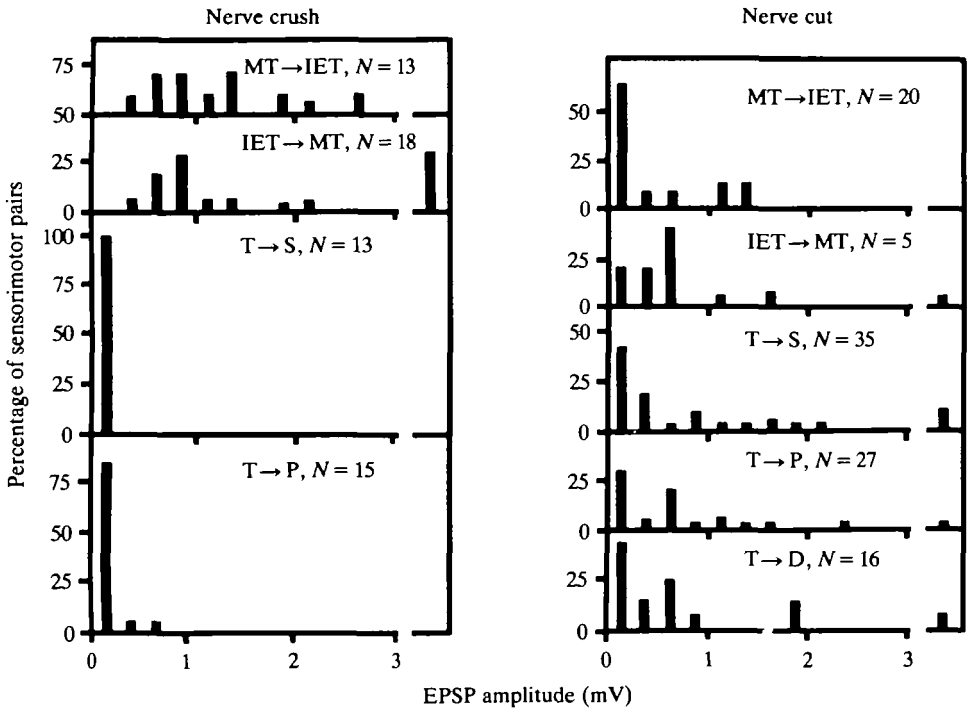 Nerve crush
MT→IET, N = 13
75
50
IET→MT, N = 18
25
0
T→S, N = 13
100
75
50
25
0
T→P, N = 15
75
50
25
0
0 1 2 3
Nerve cut
MT→IET, N = 20
50
25
0
IET→MT, N = 5
25
0
T→S, N = 35
50
25
0
T→P, N = 27
25
0
T→D, N = 16
25
0
0 1 2 3
Percentage of sensorimotor pairs
EPSP amplitude (mV)